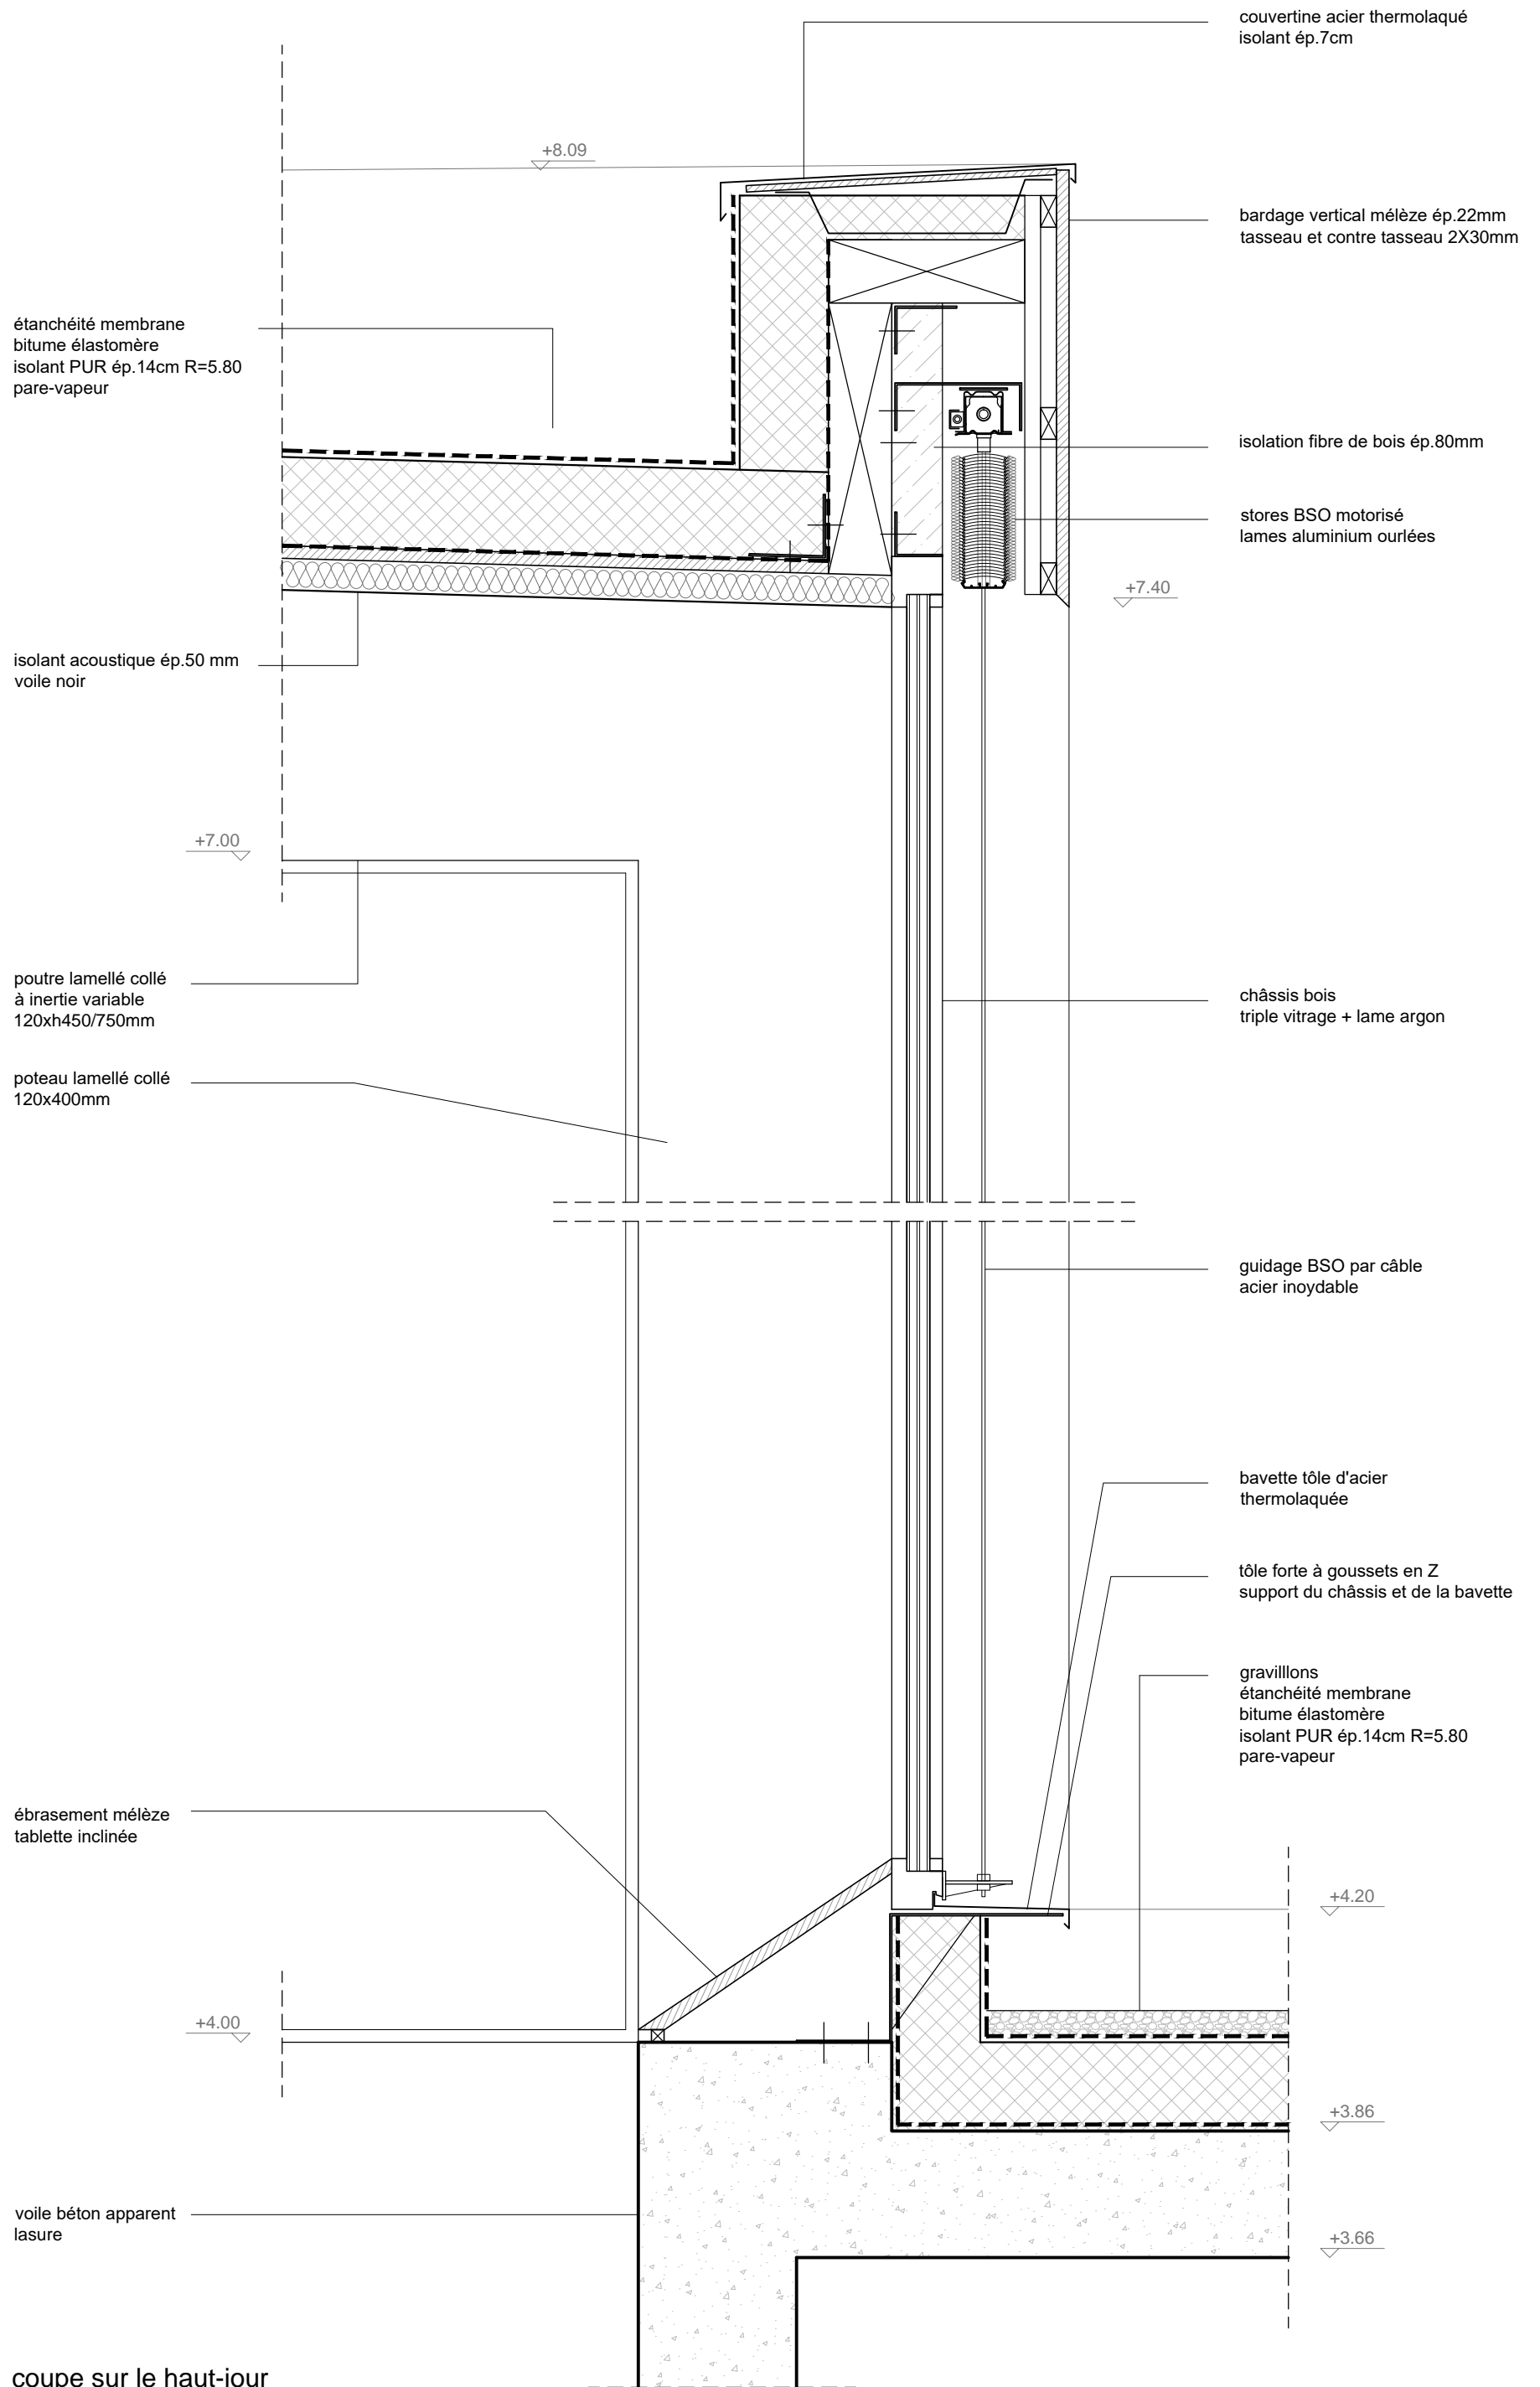 couvertine acier thermolaqué
isolant ép.7cm
+8.09
bardage vertical mélèze ép.22mm
tasseau et contre tasseau 2X30mm
étanchéité membrane
bitume élastomère
isolant PUR ép.14cm R=5.80
pare-vapeur
isolation fibre de bois ép.80mm
stores BSO motorisé
lames aluminium ourlées
+7.40
isolant acoustique ép.50 mm
voile noir
+7.00
poutre lamellé collé
à inertie variable
120xh450/750mm
châssis bois
triple vitrage + lame argon
poteau lamellé collé
120x400mm
guidage BSO par câble
acier inoydable
bavette tôle d'acier
thermolaquée
tôle forte à goussets en Z
support du châssis et de la bavette
gravilllons
étanchéité membrane
bitume élastomère
isolant PUR ép.14cm R=5.80
pare-vapeur
ébrasement mélèze
tablette inclinée
+4.20
+4.00
+3.86
voile béton apparent
lasure
+3.66
coupe sur le haut-jour